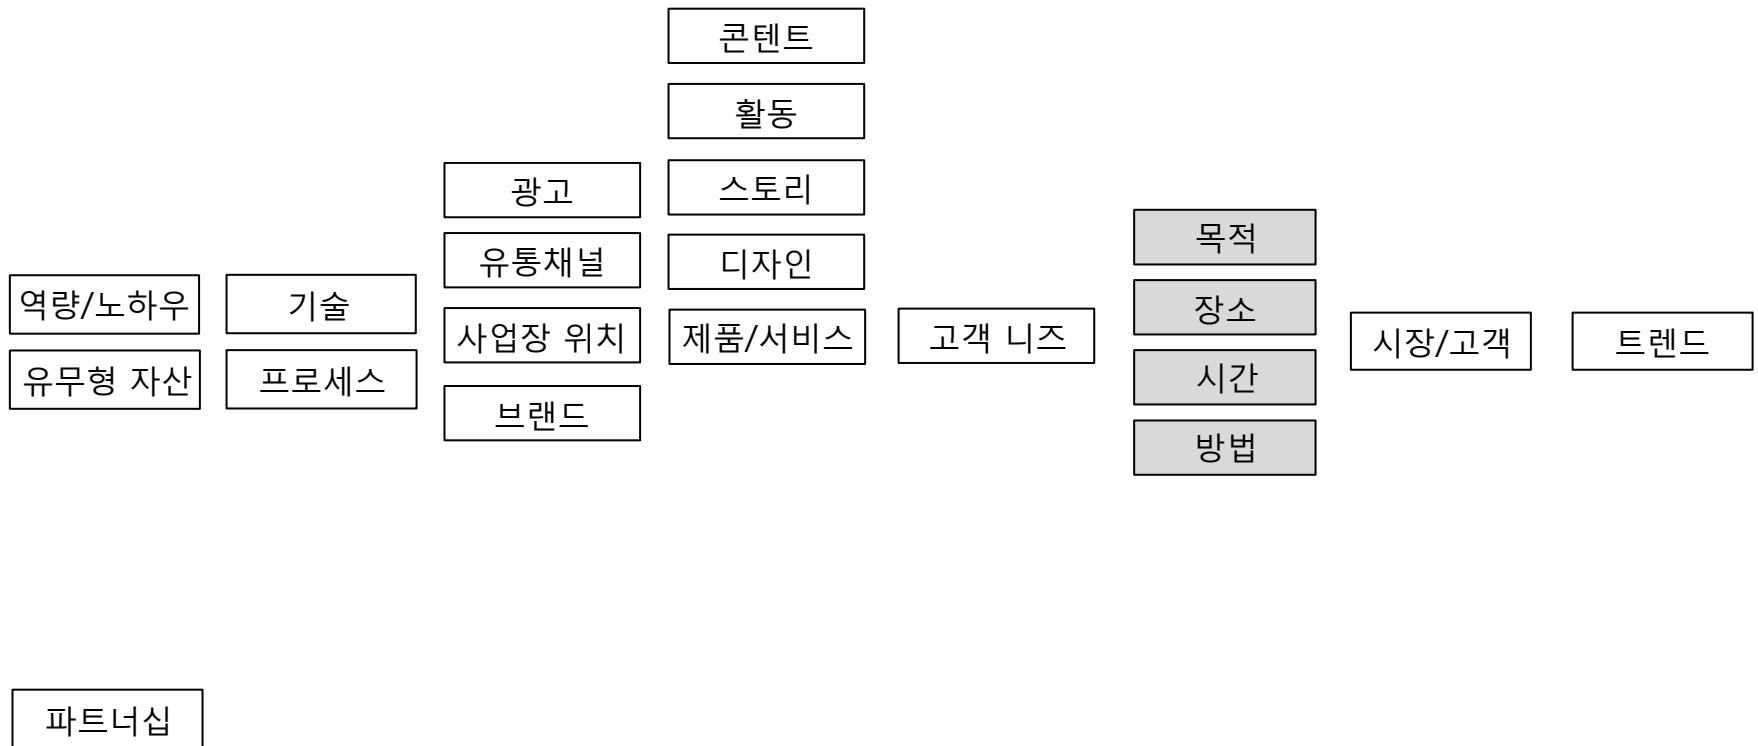 콘텐트
활동
스토리
디자인
제품/서비스
광고
유통채널
사업장 위치
브랜드
역량/노하우
유무형 자산
기술
프로세스
고객 니즈
목적
장소
시간
방법
시장/고객
트렌드
파트너십